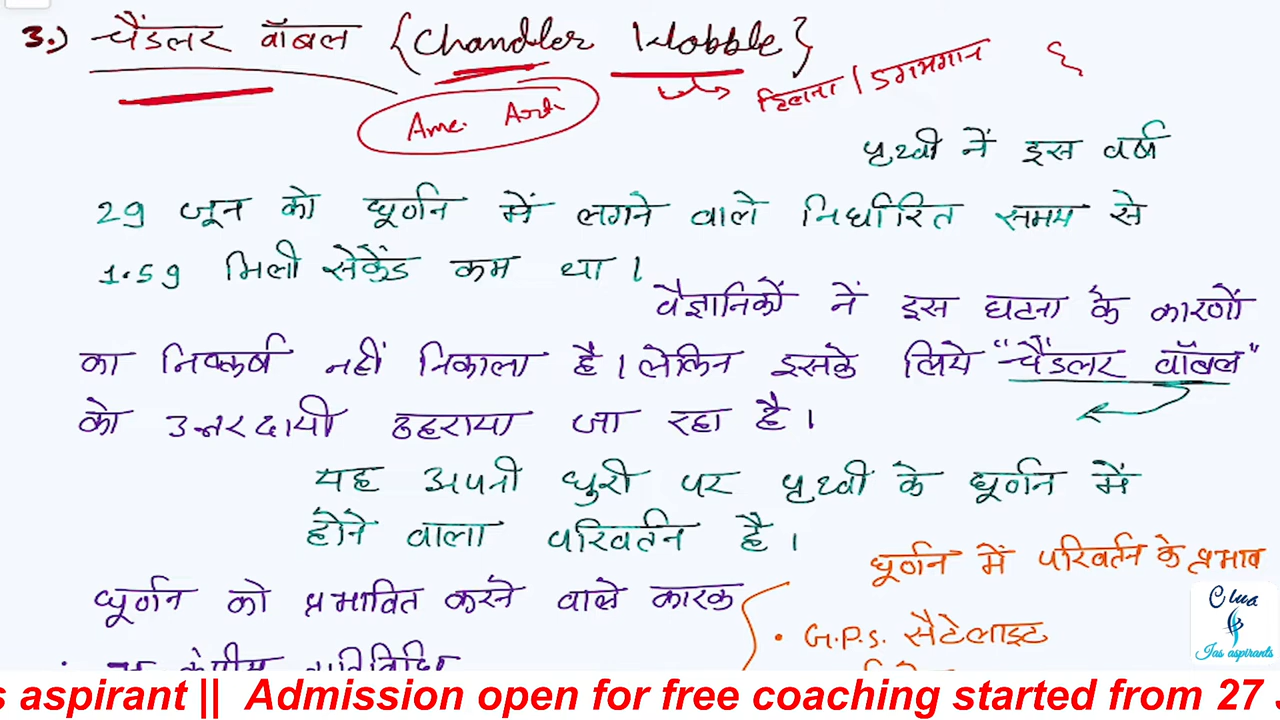 3.) चैंडलर वॉबल {Chandler Wobble}
हिलना / डगमगाना {
Ame.
पृथ्वी नें इस वर्ष
29 जून को घूर्णन में लगने वाले निर्धारित समय से
1.59 मिली सेकैंड कम था।
वैज्ञानिकों नें इस घटना के कारणों
का निष्कर्ष नहीं निकाला है। लेकिन इसके लिये "चैंडलर वॉबल"
को उत्तरदायी ठहराया जा रहा है।
यह अपनी धुरी पर पृथ्वी के घूर्णन में
होने वाला परिवर्तन है।
घूर्णन में परिवर्तन के प्रभाव
घूर्णन को प्रभावित करने वाले कारक
• G.P.S. सैटेलाइट
Clue
Ias aspirants
s aspirant || Admission open for free coaching started from 27